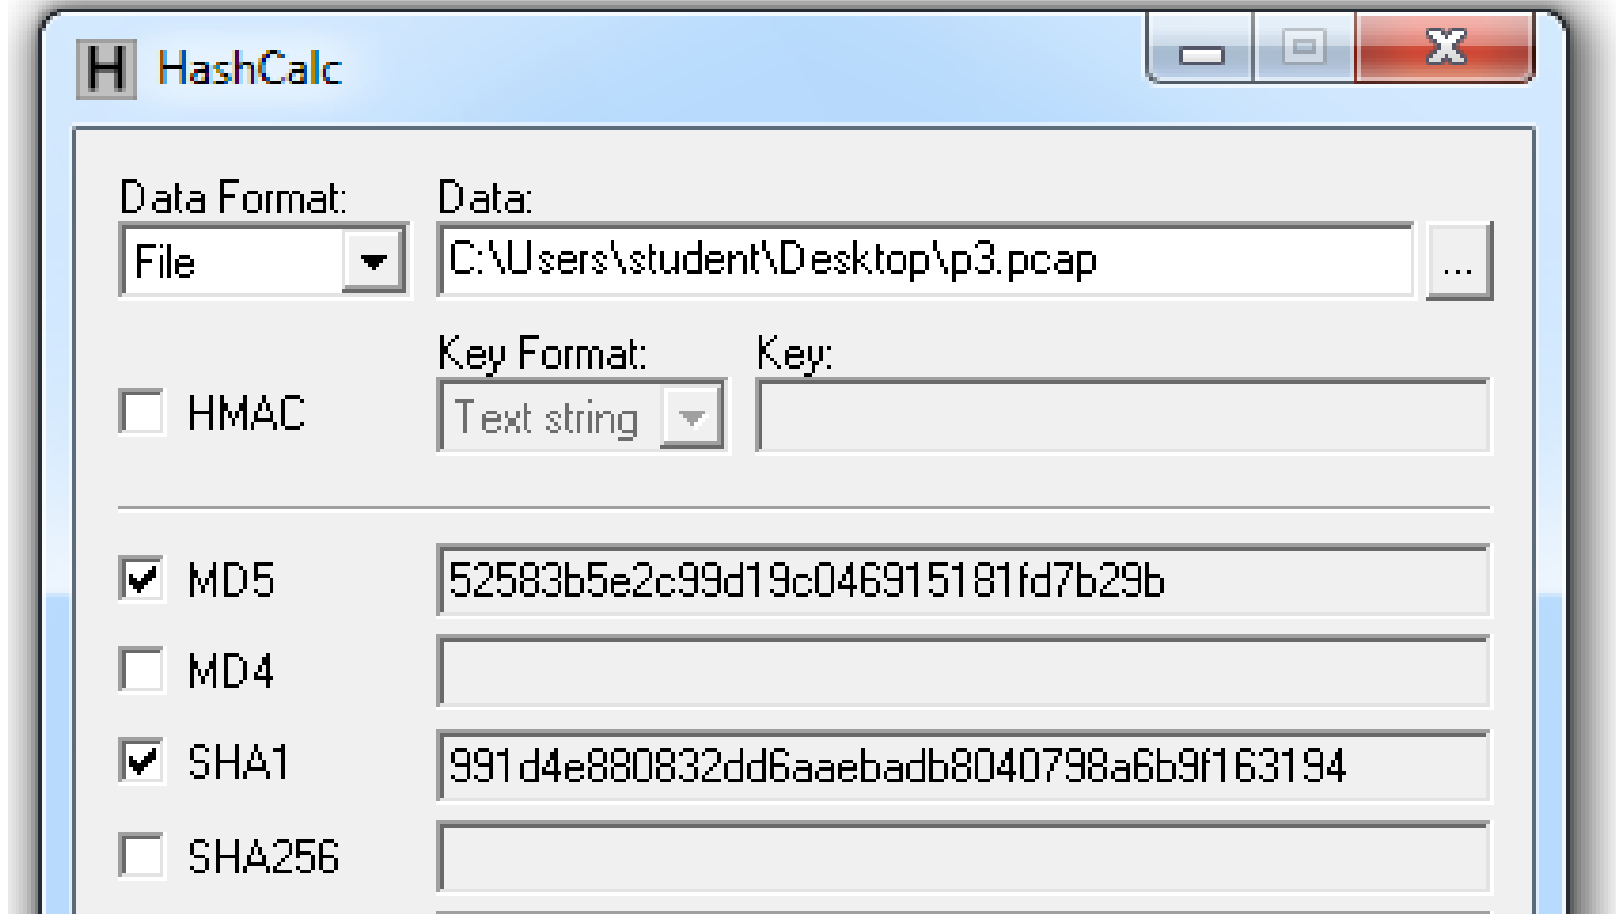 H HashCalc
Data Format: Data:
File C:\Users\student\Desktop\p3.pcap ...
Key Format: Key:
HMAC Text string
MD5 52583b5e2c99d19c046915181fd7b29b
MD4
SHA1 991d4e880832dd6aaebadb8040798a6b9f163194
SHA256